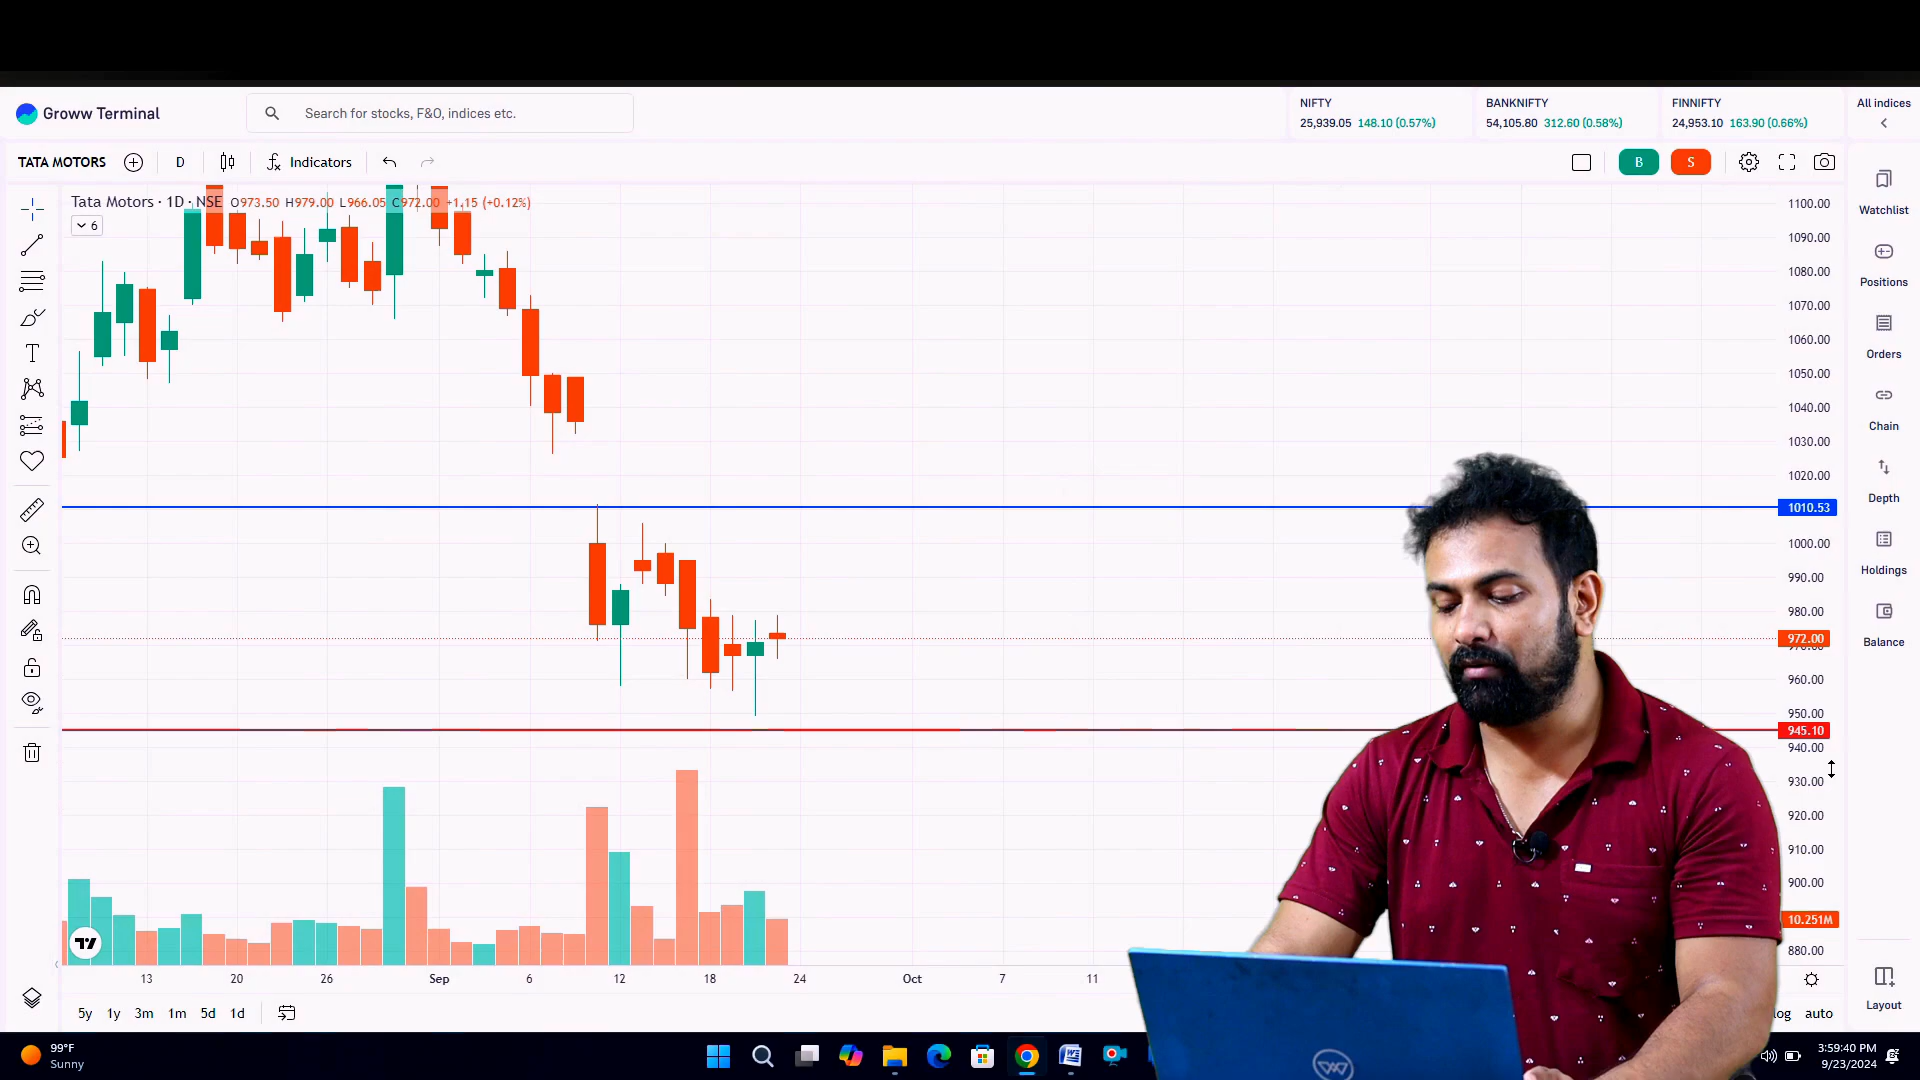 Groww Terminal
Search for stocks, F&O, indices etc.
NIFTY
25,939.05 148.10 (0.57%)
BANKNIFTY
54,105.80 312.60 (0.58%)
FINNIFTY
24,953.10 163.90 (0.66%)
All indices
TATA MOTORS
D
Indicators
B
S
Tata Motors · 1D · NSE O973.50 H979.00 L966.05 C972.00 +1.15 (+0.12%)
6
1100.00
1090.00
1080.00
1070.00
1060.00
1050.00
1040.00
1030.00
1020.00
1010.53
1000.00
990.00
980.00
972.00
960.00
950.00
945.10
940.00
930.00
920.00
910.00
900.00
10.251M
880.00
Watchlist
Positions
Orders
Chain
Depth
Holdings
Balance
Layout
13 20 26 Sep 6 12 18 24 Oct 7 11
5y 1y 3m 1m 5d 1d
log auto
99°F
Sunny
3:59:40 PM
9/23/2024